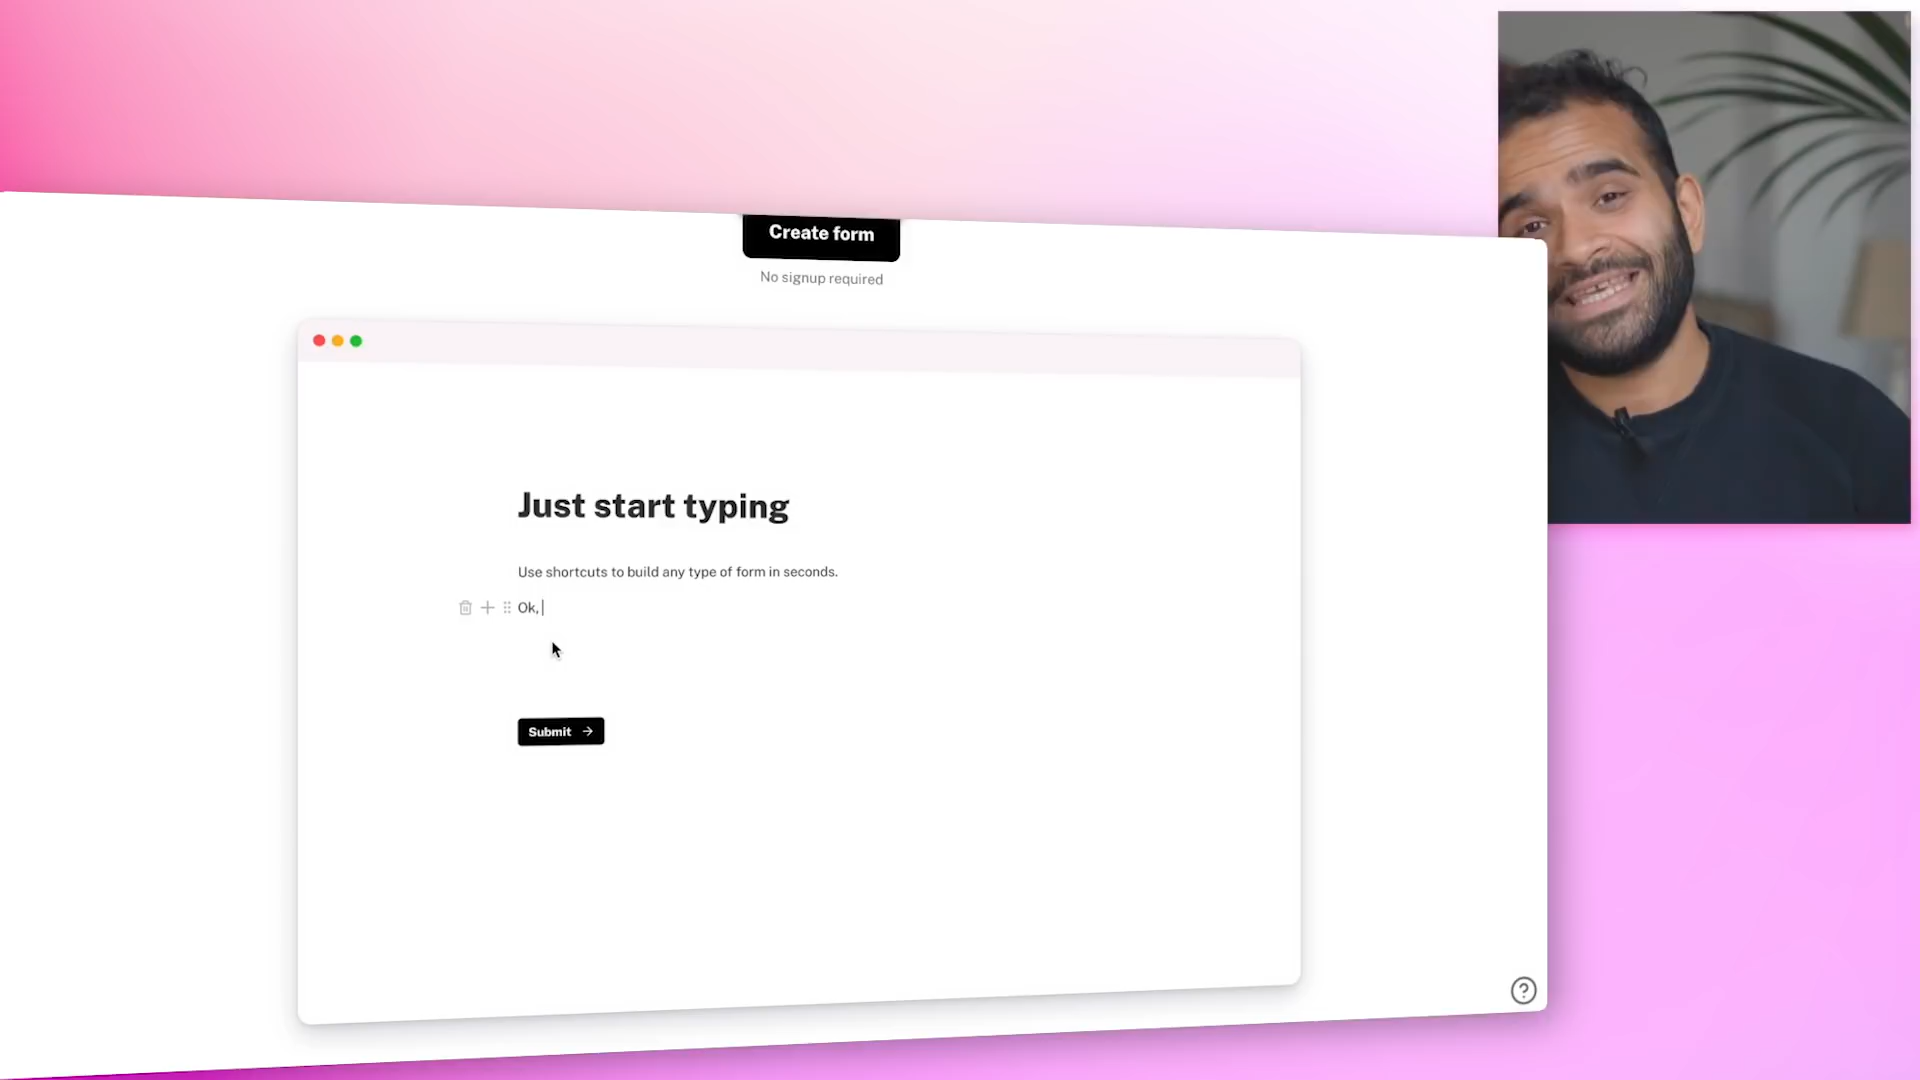 Create form
No signup required
Just start typing
Use shortcuts to build any type of form in seconds.
Ok,
Submit